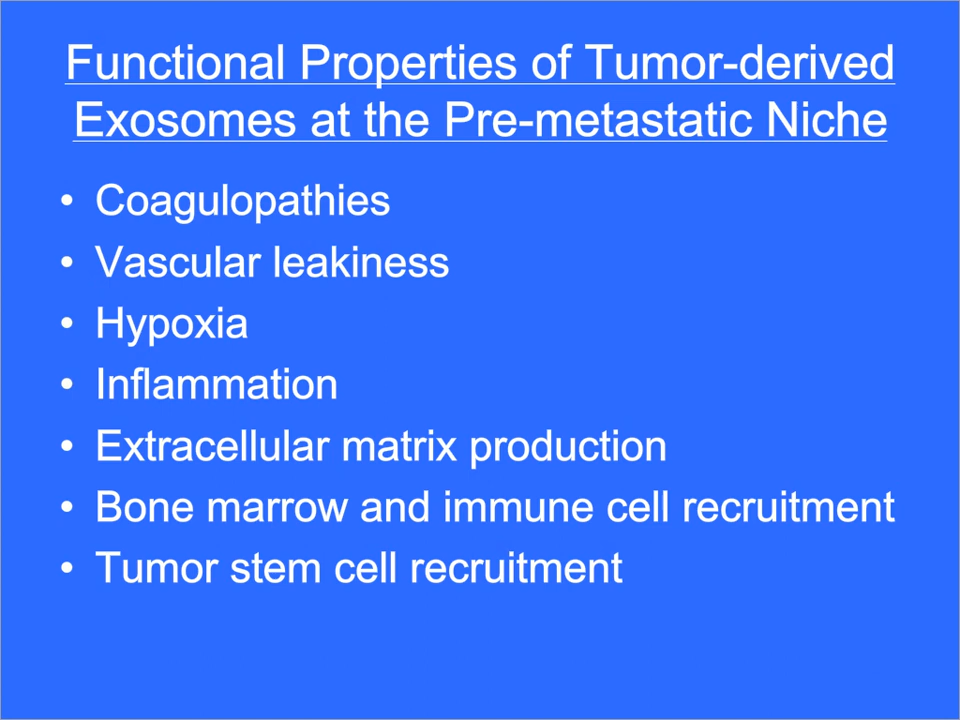 Functional Properties of Tumor-derived
Exosomes at the Pre-metastatic Niche
• Coagulopathies
• Vascular leakiness
• Hypoxia
• Inflammation
• Extracellular matrix production
• Bone marrow and immune cell recruitment
• Tumor stem cell recruitment